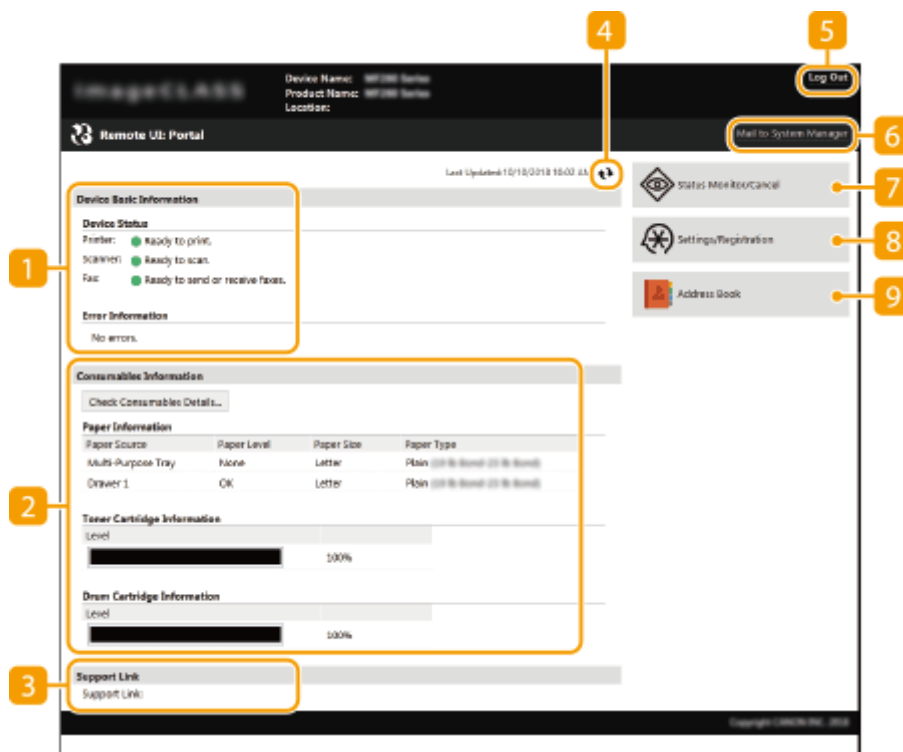 4
5
Device Name:
Log Out
Product Name:
Location:
Remote UI: Portal
Mail to System Manager
6
Last Updated:10/10/2018 10:02 AM
Status Monitor/Cancel
7
Device Basic Information
Device Status
Printer: Ready to print.
Settings/Registration
8
Scanner: Ready to scan.
1
Fax: Ready to send or receive faxes.
Address Book
9
Error Information
No errors.
Consumables Information
Check Consumables Details...
Paper Information
Paper Source Paper Level Paper Size Paper Type
Multi-Purpose Tray None Letter Plain
Drawer 1 OK Letter Plain
2
Toner Cartridge Information
Level
100%
Drum Cartridge Information
Level
100%
3
Support Link
Support Link: